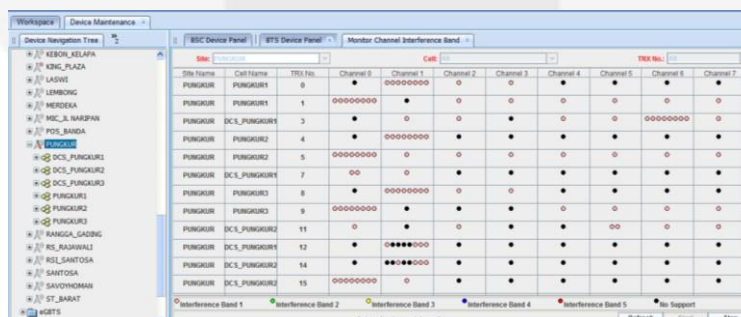 Workspace Device Maintenance
Device Navigation Tree BSC Device Panel BTS Device Panel Monitor Channel Interference Band
KEBON_KELAPA
KING_PLAZA
LASWI
LEMBONG
MERDEKA
MIC_JL NARIPAN
POS_BANDA
PUNGKUR
DCS_PUNGKUR1
DCS_PUNGKUR2
DCS_PUNGKUR3
PUNGKUR1
PUNGKUR2
PUNGKUR3
RANGGA_GADING
RS_RAJAWALI
RSI_SANTOSA
SANTOSA
SAVOYHOMAN
ST_BARAT
eGBTS
Site: PUNGKUR Cell: All TRX No.: All
Site Name Cell Name TRX No. Channel 0 Channel 1 Channel 2 Channel 3 Channel 4 Channel 5 Channel 6 Channel 7
PUNGKUR PUNGKUR1 0
PUNGKUR PUNGKUR1 1
PUNGKUR DCS_PUNGKUR1 3
PUNGKUR PUNGKUR2 4
PUNGKUR PUNGKUR2 5
PUNGKUR DCS_PUNGKUR1 7
PUNGKUR PUNGKUR3 8
PUNGKUR PUNGKUR3 9
PUNGKUR DCS_PUNGKUR2 11
PUNGKUR DCS_PUNGKUR2 12
PUNGKUR DCS_PUNGKUR2 14
PUNGKUR DCS_PUNGKUR2 15
Interference Band 1 Interference Band 2 Interference Band 3 Interference Band 4 Interference Band 5 No Support